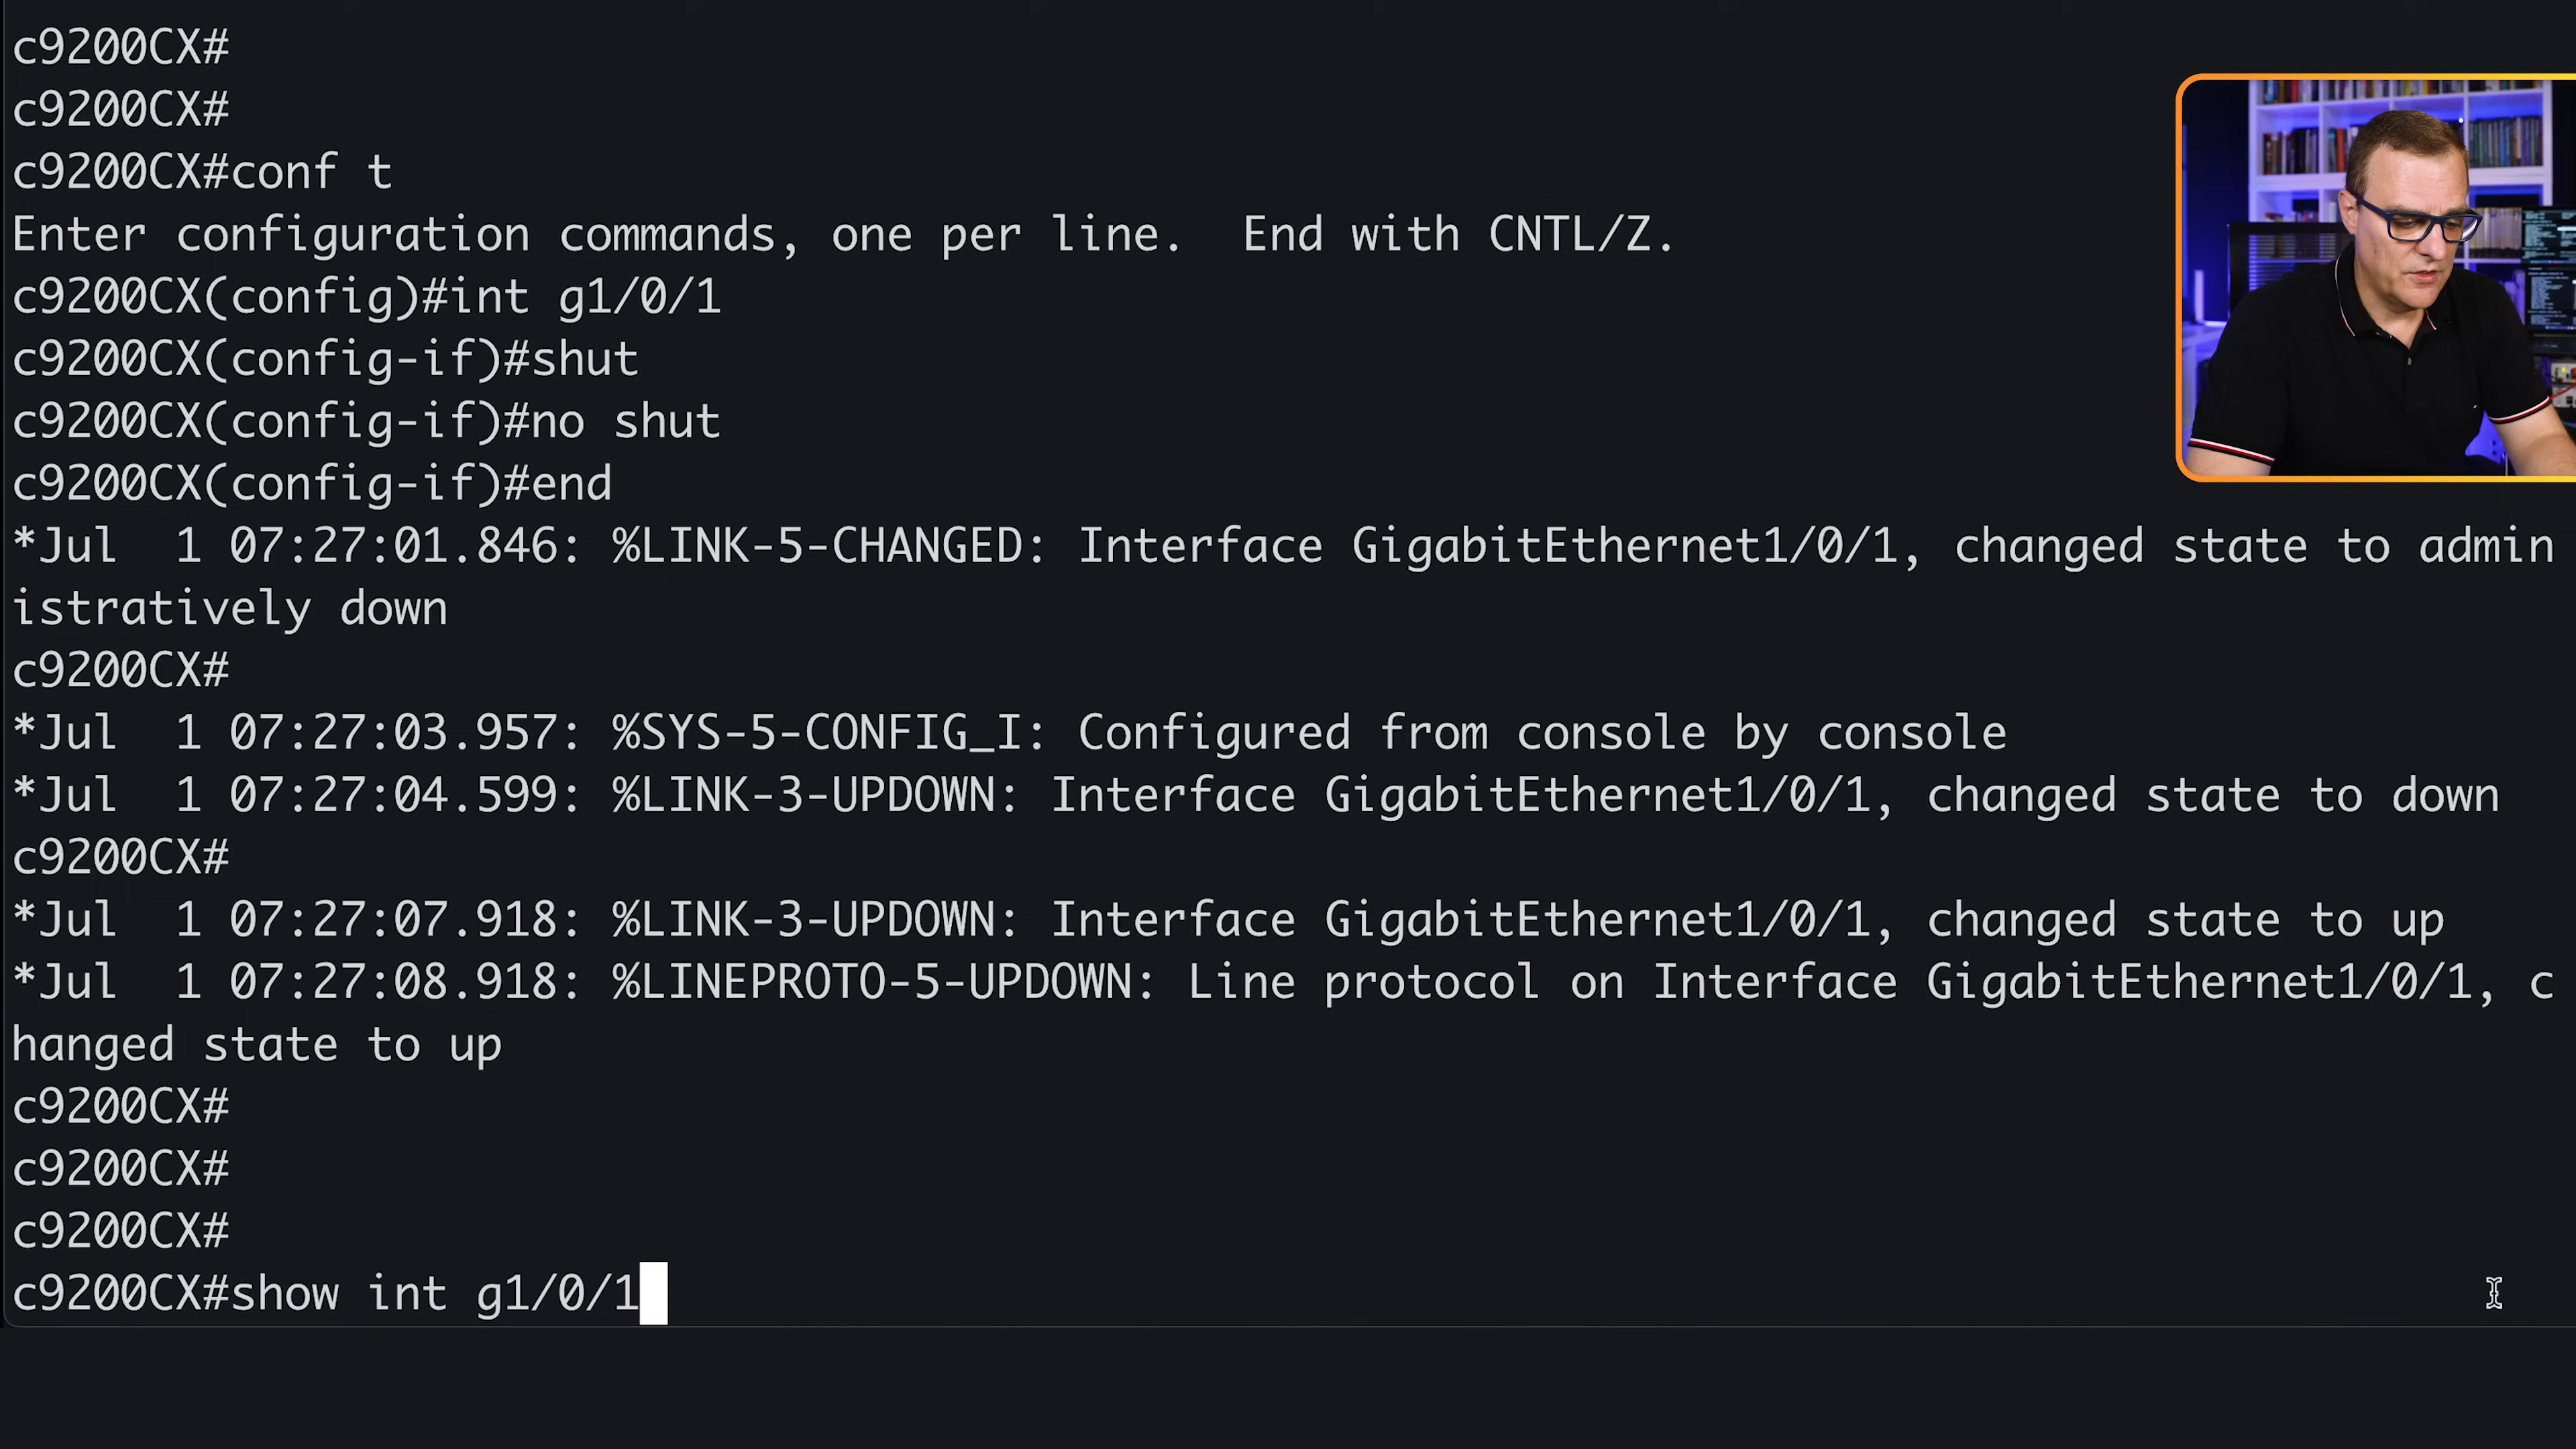 c9200CX#
c9200CX#
c9200CX#conf t
Enter configuration commands, one per line.  End with CNTL/Z.
c9200CX(config)#int g1/0/1
c9200CX(config-if)#shut
c9200CX(config-if)#no shut
c9200CX(config-if)#end
*Jul  1 07:27:01.846: %LINK-5-CHANGED: Interface GigabitEthernet1/0/1, changed state to admin
istratively down
c9200CX#
*Jul  1 07:27:03.957: %SYS-5-CONFIG_I: Configured from console by console
*Jul  1 07:27:04.599: %LINK-3-UPDOWN: Interface GigabitEthernet1/0/1, changed state to down
c9200CX#
*Jul  1 07:27:07.918: %LINK-3-UPDOWN: Interface GigabitEthernet1/0/1, changed state to up
*Jul  1 07:27:08.918: %LINEPROTO-5-UPDOWN: Line protocol on Interface GigabitEthernet1/0/1, c
hanged state to up
c9200CX#
c9200CX#
c9200CX#
c9200CX#show int g1/0/1